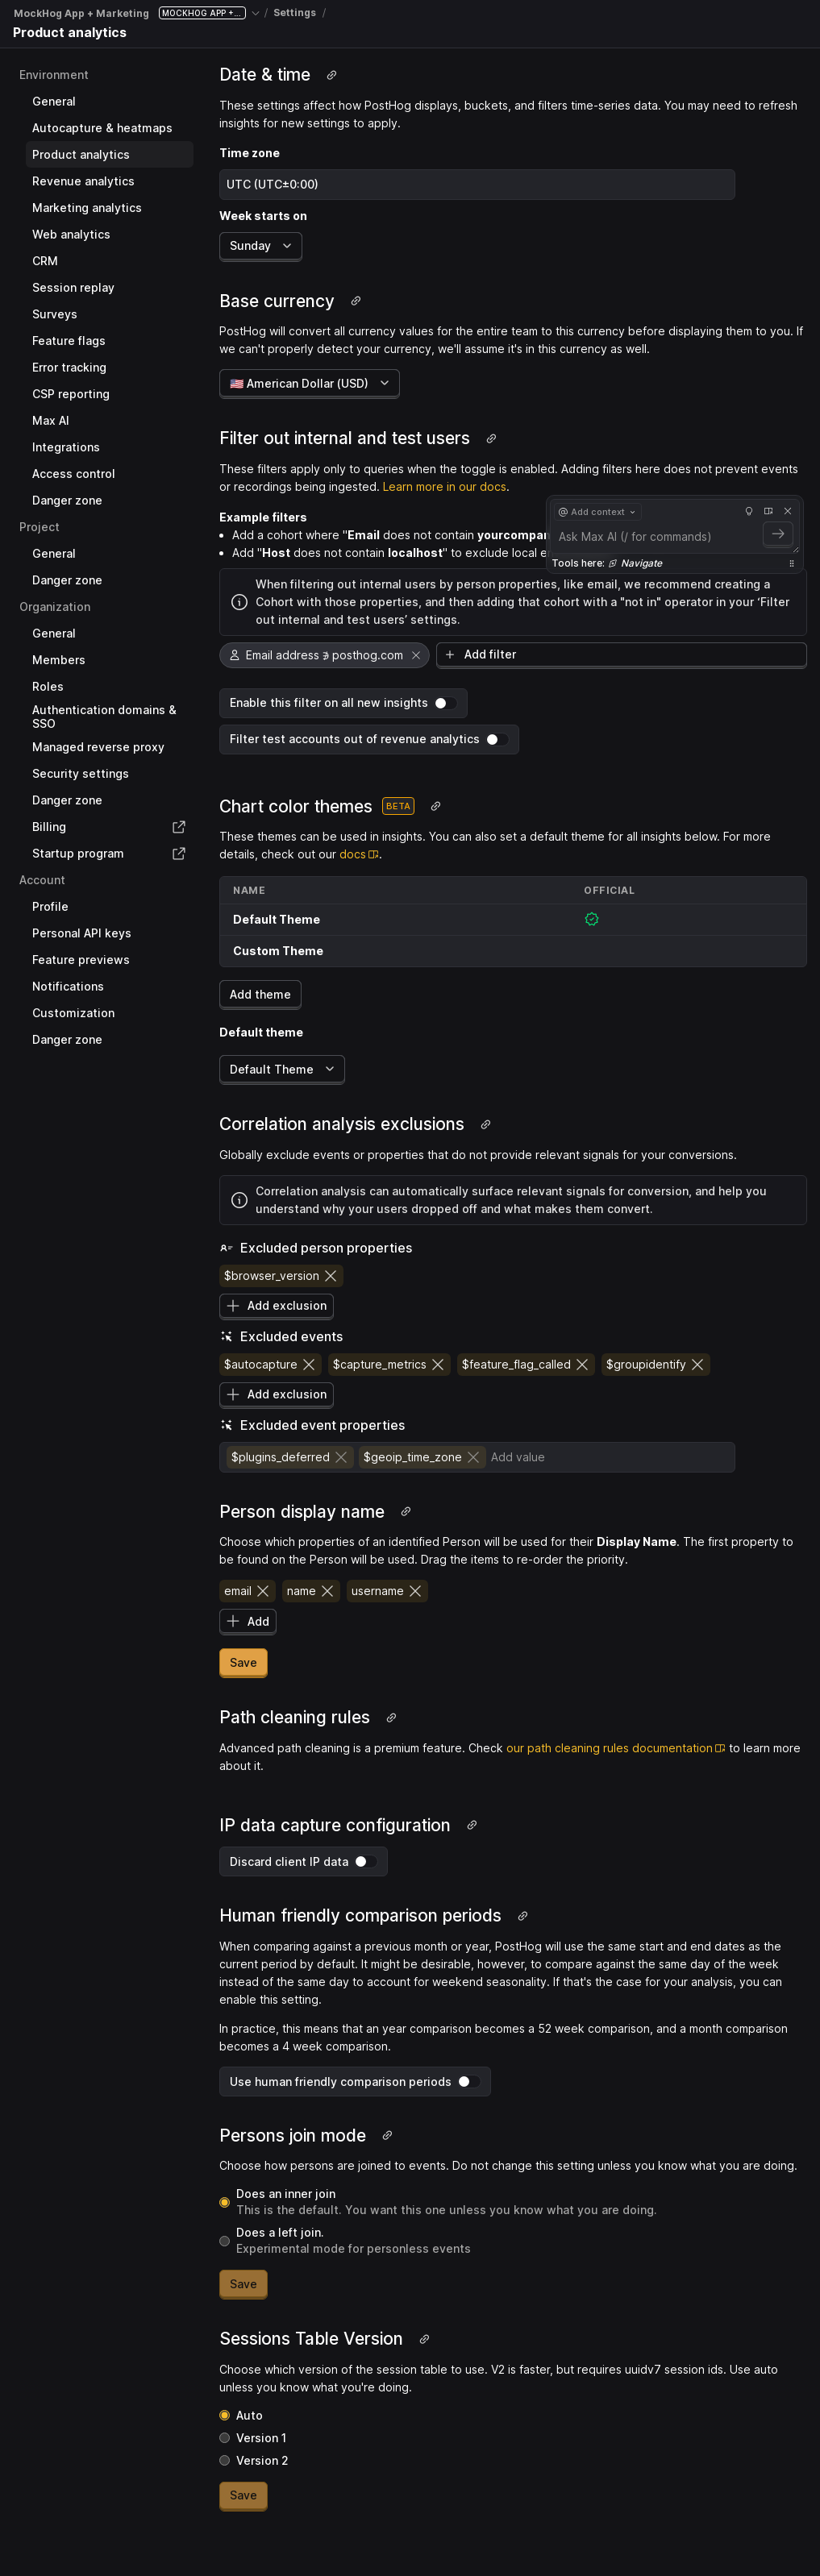 MockHog App + Marketing MOCKHOG APP +... / Settings /
Product analytics
Environment
General
Autocapture & heatmaps
Product analytics
Revenue analytics
Marketing analytics
Web analytics
CRM
Session replay
Surveys
Feature flags
Error tracking
CSP reporting
Max AI
Integrations
Access control
Danger zone
Project
General
Danger zone
Organization
General
Members
Roles
Authentication domains &
SSO
Managed reverse proxy
Security settings
Danger zone
Billing
Startup program
Account
Profile
Personal API keys
Feature previews
Notifications
Customization
Danger zone
Date & time
These settings affect how PostHog displays, buckets, and filters time-series data. You may need to refresh
insights for new settings to apply.
Time zone
UTC (UTC±0:00)
Week starts on
Sunday
Base currency
PostHog will convert all currency values for the entire team to this currency before displaying them to you. If
we can't properly detect your currency, we'll assume it's in this currency as well.
🇺🇸 American Dollar (USD)
Filter out internal and test users
These filters apply only to queries when the toggle is enabled. Adding filters here does not prevent events
or recordings being ingested. Learn more in our docs.
Example filters
• Add a cohort where "Email does not contain yourcompan
• Add "Host does not contain localhost" to exclude local e
@ Add context
Ask Max AI (/ for commands)
Tools here: Navigate
When filtering out internal users by person properties, like email, we recommend creating a
Cohort with those properties, and then adding that cohort with a "not in" operator in your ‘Filter
out internal and test users’ settings.
Email address ∌ posthog.com
Add filter
Enable this filter on all new insights
Filter test accounts out of revenue analytics
Chart color themes BETA
These themes can be used in insights. You can also set a default theme for all insights below. For more
details, check out our docs.
NAME OFFICIAL
Default Theme
Custom Theme
Add theme
Default theme
Default Theme
Correlation analysis exclusions
Globally exclude events or properties that do not provide relevant signals for your conversions.
Correlation analysis can automatically surface relevant signals for conversion, and help you
understand why your users dropped off and what makes them convert.
Excluded person properties
$browser_version
Add exclusion
Excluded events
$autocapture $capture_metrics $feature_flag_called $groupidentify
Add exclusion
Excluded event properties
$plugins_deferred $geoip_time_zone Add value
Person display name
Choose which properties of an identified Person will be used for their Display Name. The first property to
be found on the Person will be used. Drag the items to re-order the priority.
email name username
Add
Save
Path cleaning rules
Advanced path cleaning is a premium feature. Check our path cleaning rules documentation to learn more
about it.
IP data capture configuration
Discard client IP data
Human friendly comparison periods
When comparing against a previous month or year, PostHog will use the same start and end dates as the
current period by default. It might be desirable, however, to compare against the same day of the week
instead of the same day to account for weekend seasonality. If that's the case for your analysis, you can
enable this setting.
In practice, this means that an year comparison becomes a 52 week comparison, and a month comparison
becomes a 4 week comparison.
Use human friendly comparison periods
Persons join mode
Choose how persons are joined to events. Do not change this setting unless you know what you are doing.
Does an inner join
This is the default. You want this one unless you know what you are doing.
Does a left join.
Experimental mode for personless events
Save
Sessions Table Version
Choose which version of the session table to use. V2 is faster, but requires uuidv7 session ids. Use auto
unless you know what you're doing.
Auto
Version 1
Version 2
Save